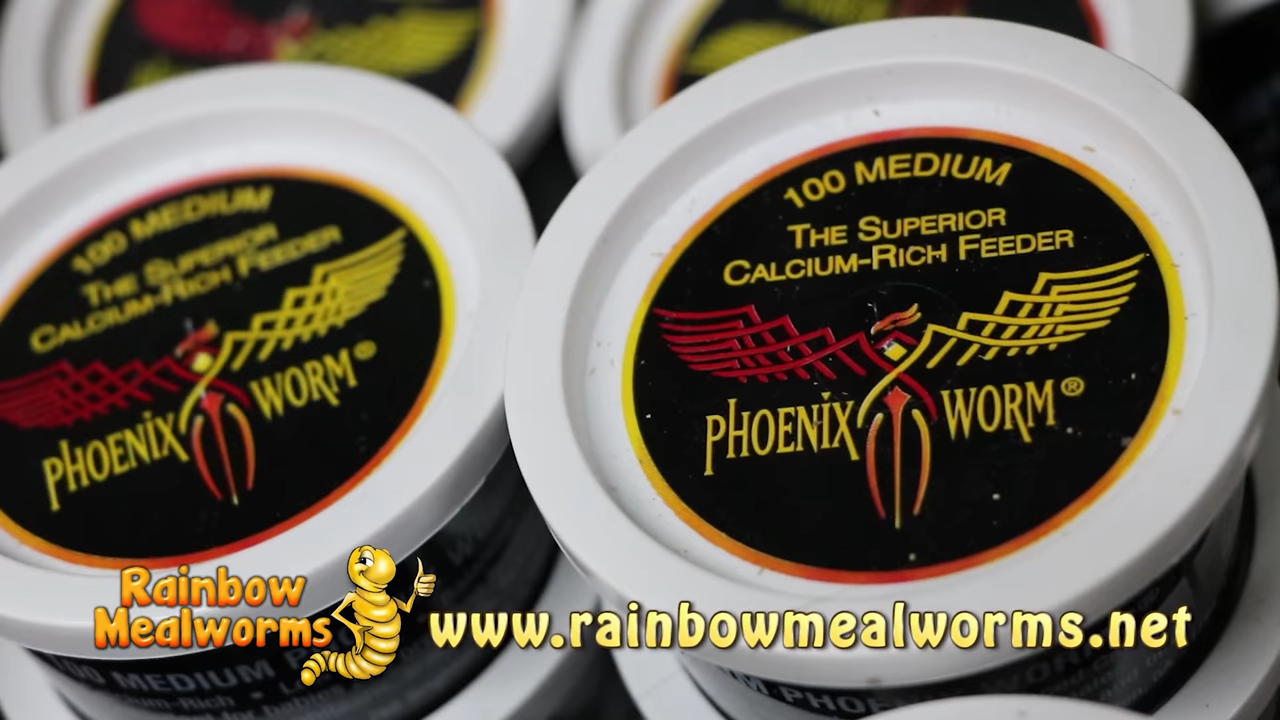 100 MEDIUM
THE SUPERIOR
CALCIUM-RICH FEEDER
PHOENIX WORM®
100 MEDIUM
THE SUPERIOR
CALCIUM-RICH FEEDER
PHOENIX WORM®
Rainbow
Mealworms
www.rainbowmealworms.net
100 MEDIUM